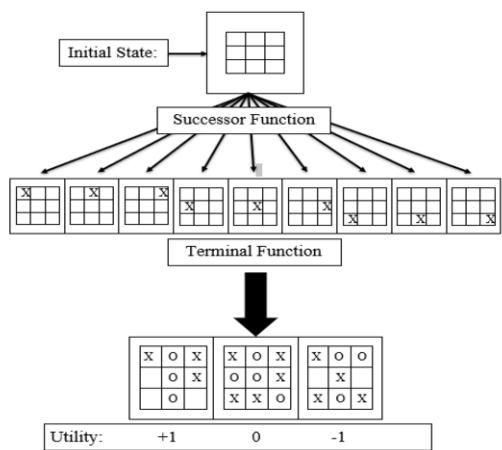 Initial State:
Successor Function
X X X X X X X X X
Terminal Function
X O X X O X X O O
O X O O X X
O X X O X O X
Utility: +1 0 -1